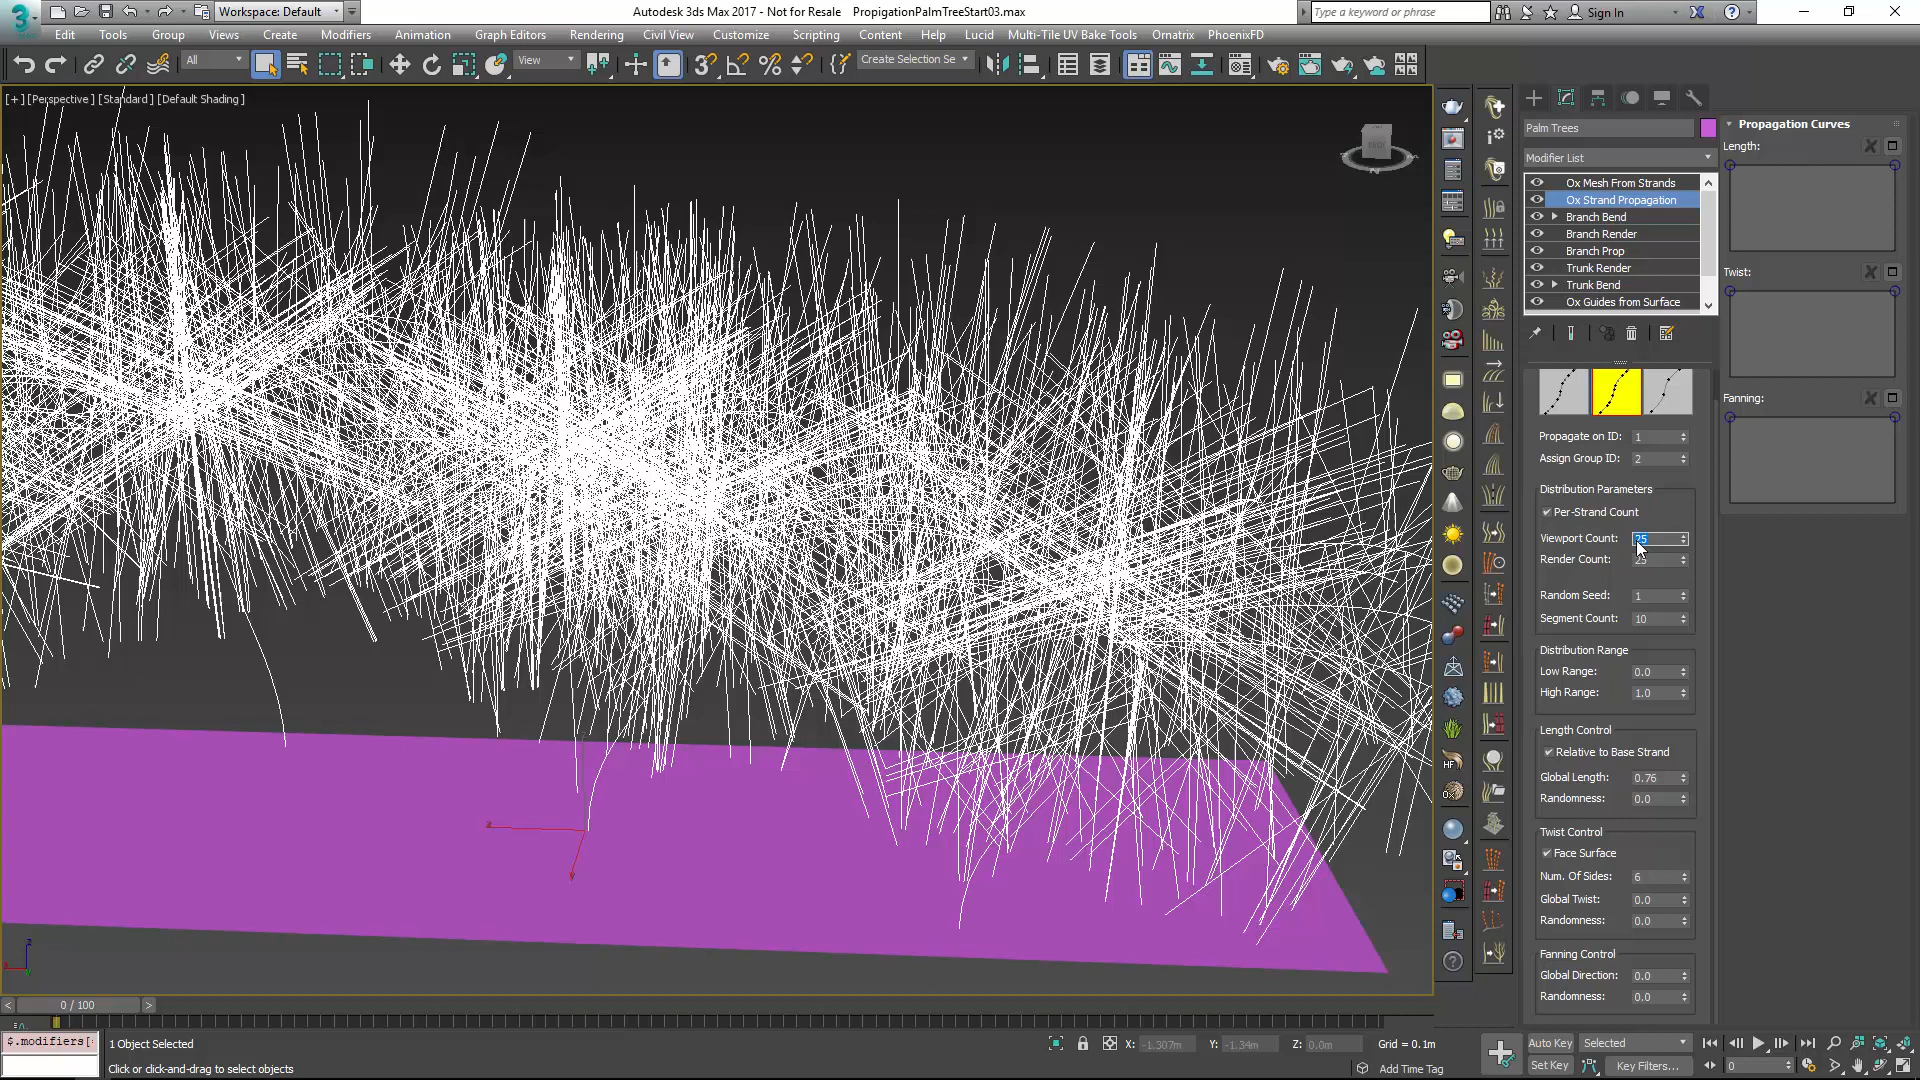 Workspace: Default
Autodesk 3ds Max 2017 - Not for Resale    PropigationPalmTreeStart03.max
Type a keyword or phrase
Sign In
Edit Tools Group Views Create Modifiers Animation Graph Editors Rendering Civil View Customize Scripting Content Help Lucid Multi-Tile UV Bake Tools Ornatrix PhoenixFD
All
View
Create Selection Se
[+] [Perspective] [Standard] [Default Shading]
Palm Trees
Modifier List
Ox Mesh From Strands
Ox Strand Propagation
Branch Bend
Branch Render
Branch Prop
Trunk Render
Trunk Bend
Ox Guides from Surface
Propagate on ID: 1
Assign Group ID: 2
Distribution Parameters
Per-Strand Count
Viewport Count: 25
Render Count: 25
Random Seed: 1
Segment Count: 10
Distribution Range
Low Range: 0.0
High Range: 1.0
Length Control
Relative to Base Strand
Global Length: 0.76
Randomness: 0.0
Twist Control
Face Surface
Num. Of Sides: 6
Global Twist: 0.0
Randomness: 0.0
Fanning Control
Global Direction: 0.0
Randomness: 0.0
Propagation Curves
Length:
Twist:
Fanning:
0 / 100
$.modifiers[
1 Object Selected
Click or click-and-drag to select objects
X: -1.307m Y: -1.34m Z: 0.0m Grid = 0.1m
Add Time Tag
Auto Key Selected
Set Key Key Filters...
0